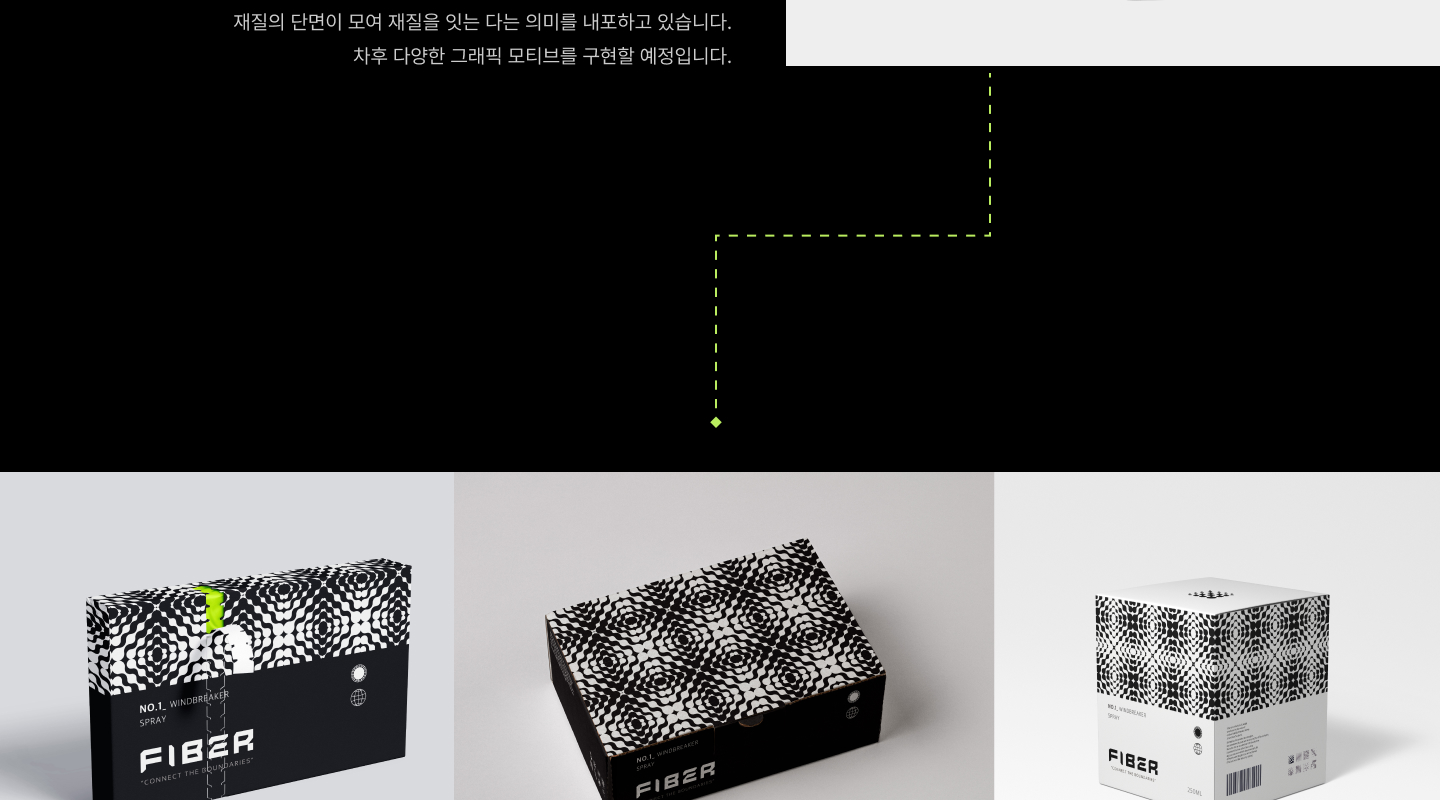 재질의 단면이 모여 재질을 잇는 다는 의미를 내포하고 있습니다.
차후 다양한 그래픽 모티브를 구현할 예정입니다.
NO.1_ WINDBREAKER
SPRAY
FIBER
"CONNECT THE BOUNDARIES"
NO.1_ WINDBREAKER
SPRAY
FIBER
"CONNECT THE BOUNDARIES"
NO.1_ WINDBREAKER
SPRAY
FIBER
"CONNECT THE BOUNDARIES"
250ML